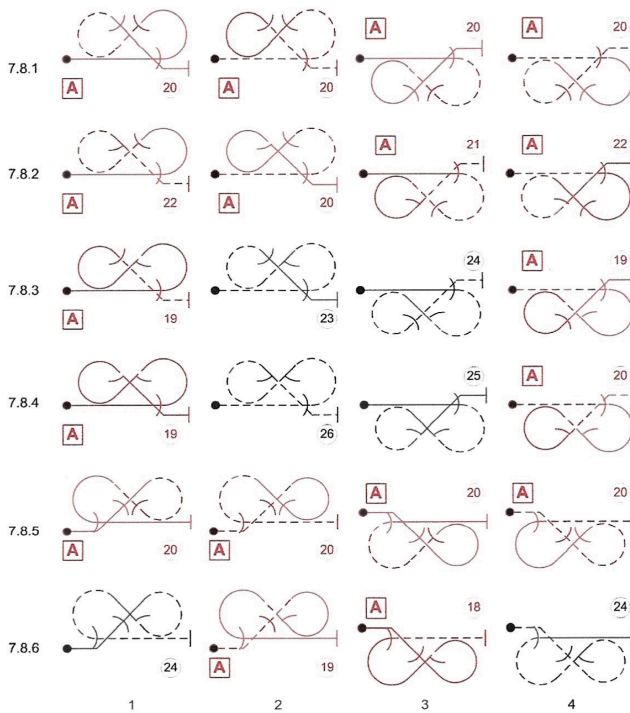 20 20
7.8.1
A 20 A 20 A A
21 22
7.8.2
A 22 A 20 A A
24 A 19
7.8.3
A 19 23
25 A 20
7.8.4
A 19 26
20 20
7.8.5
A 20 A 20 A A
A 18 24
7.8.6
24 A 19
1 2 3 4